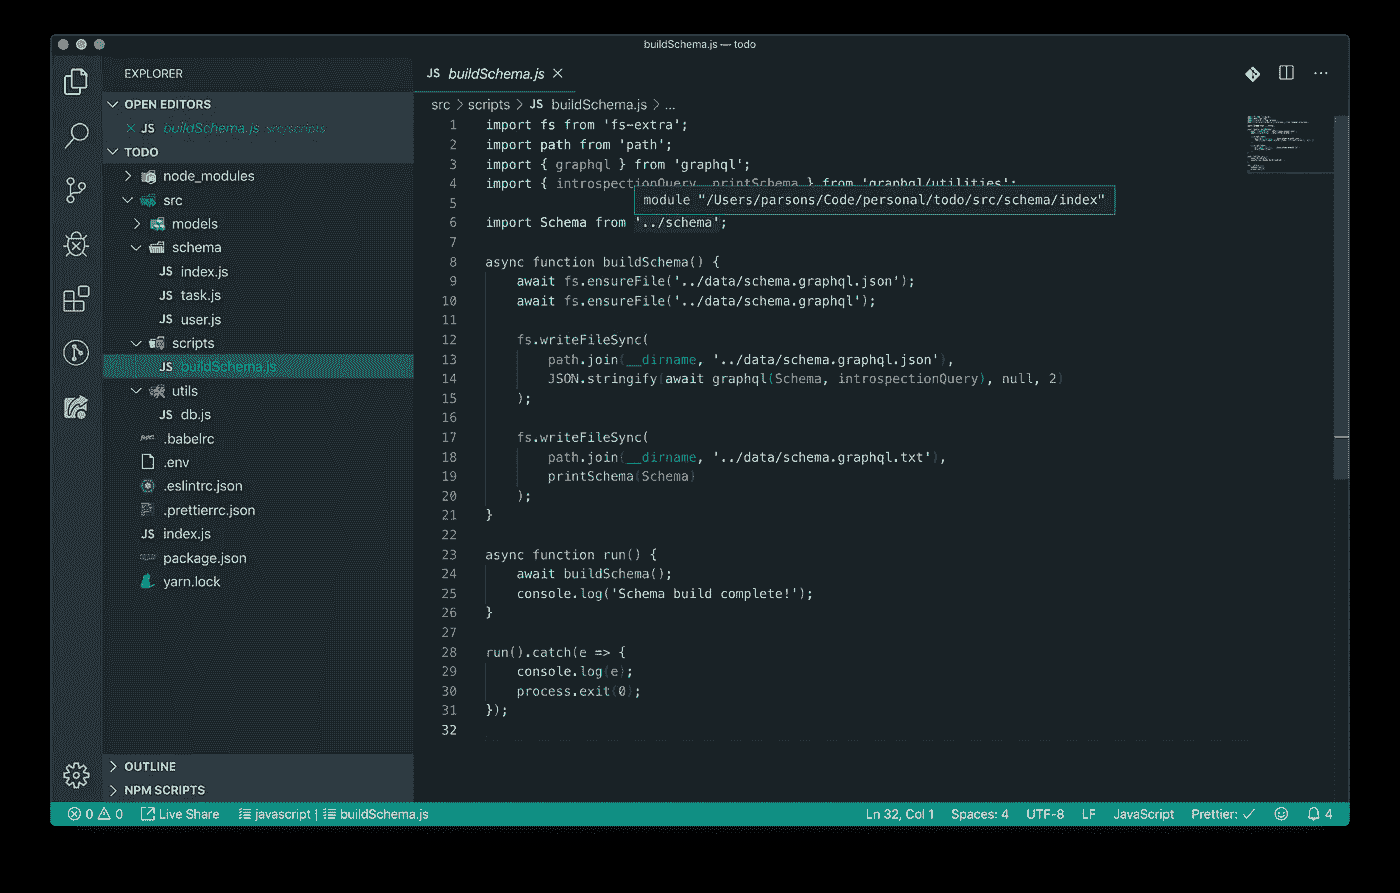 buildSchema.js — todo
EXPLORER
OPEN EDITORS
JS buildSchema.js src/scripts
TODO
node_modules
src
models
schema
JS index.js
JS task.js
JS user.js
scripts
JS buildSchema.js
utils
JS db.js
.babelrc
.env
.eslintrc.json
.prettierrc.json
JS index.js
package.json
yarn.lock
OUTLINE
NPM SCRIPTS
JS buildSchema.js
src > scripts > JS buildSchema.js > ...
1 import fs from 'fs-extra';
2 import path from 'path';
3 import { graphql } from 'graphql';
4 import { introspectionQuery, printSchema } from 'graphql/utilities';
5
module "/Users/parsons/Code/personal/todo/src/schema/index"
6 import Schema from '../schema';
7
8 async function buildSchema() {
9 await fs.ensureFile('../data/schema.graphql.json');
10 await fs.ensureFile('../data/schema.graphql');
11
12 fs.writeFileSync(
13 path.join(__dirname, '../data/schema.graphql.json'),
14 JSON.stringify(await graphql(Schema, introspectionQuery), null, 2)
15 );
16
17 fs.writeFileSync(
18 path.join(__dirname, '../data/schema.graphql.txt'),
19 printSchema(Schema)
20 );
21 }
22
23 async function run() {
24 await buildSchema();
25 console.log('Schema build complete!');
26 }
27
28 run().catch(e => {
29 console.log(e);
30 process.exit(0);
31 });
32
0 0 Live Share javascript | buildSchema.js Ln 32, Col 1 Spaces: 4 UTF-8 LF JavaScript Prettier: ✓ 4